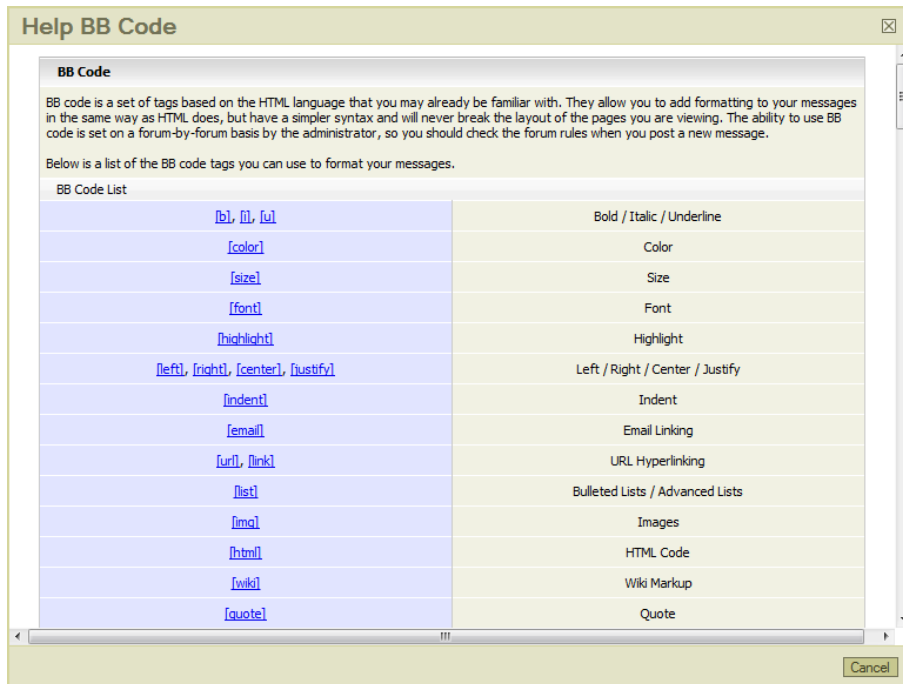 Help BB Code
BB Code
BB code is a set of tags based on the HTML language that you may already be familiar with. They allow you to add formatting to your messages
in the same way as HTML does, but have a simpler syntax and will never break the layout of the pages you are viewing. The ability to use BB
code is set on a forum-by-forum basis by the administrator, so you should check the forum rules when you post a new message.
Below is a list of the BB code tags you can use to format your messages.
BB Code List
[b], [i], [u] Bold / Italic / Underline
[color] Color
[size] Size
[font] Font
[highlight] Highlight
[left], [right], [center], [justify] Left / Right / Center / Justify
[indent] Indent
[email] Email Linking
[url], [link] URL Hyperlinking
[list] Bulleted Lists / Advanced Lists
[img] Images
[html] HTML Code
[wiki] Wiki Markup
[quote] Quote
Cancel